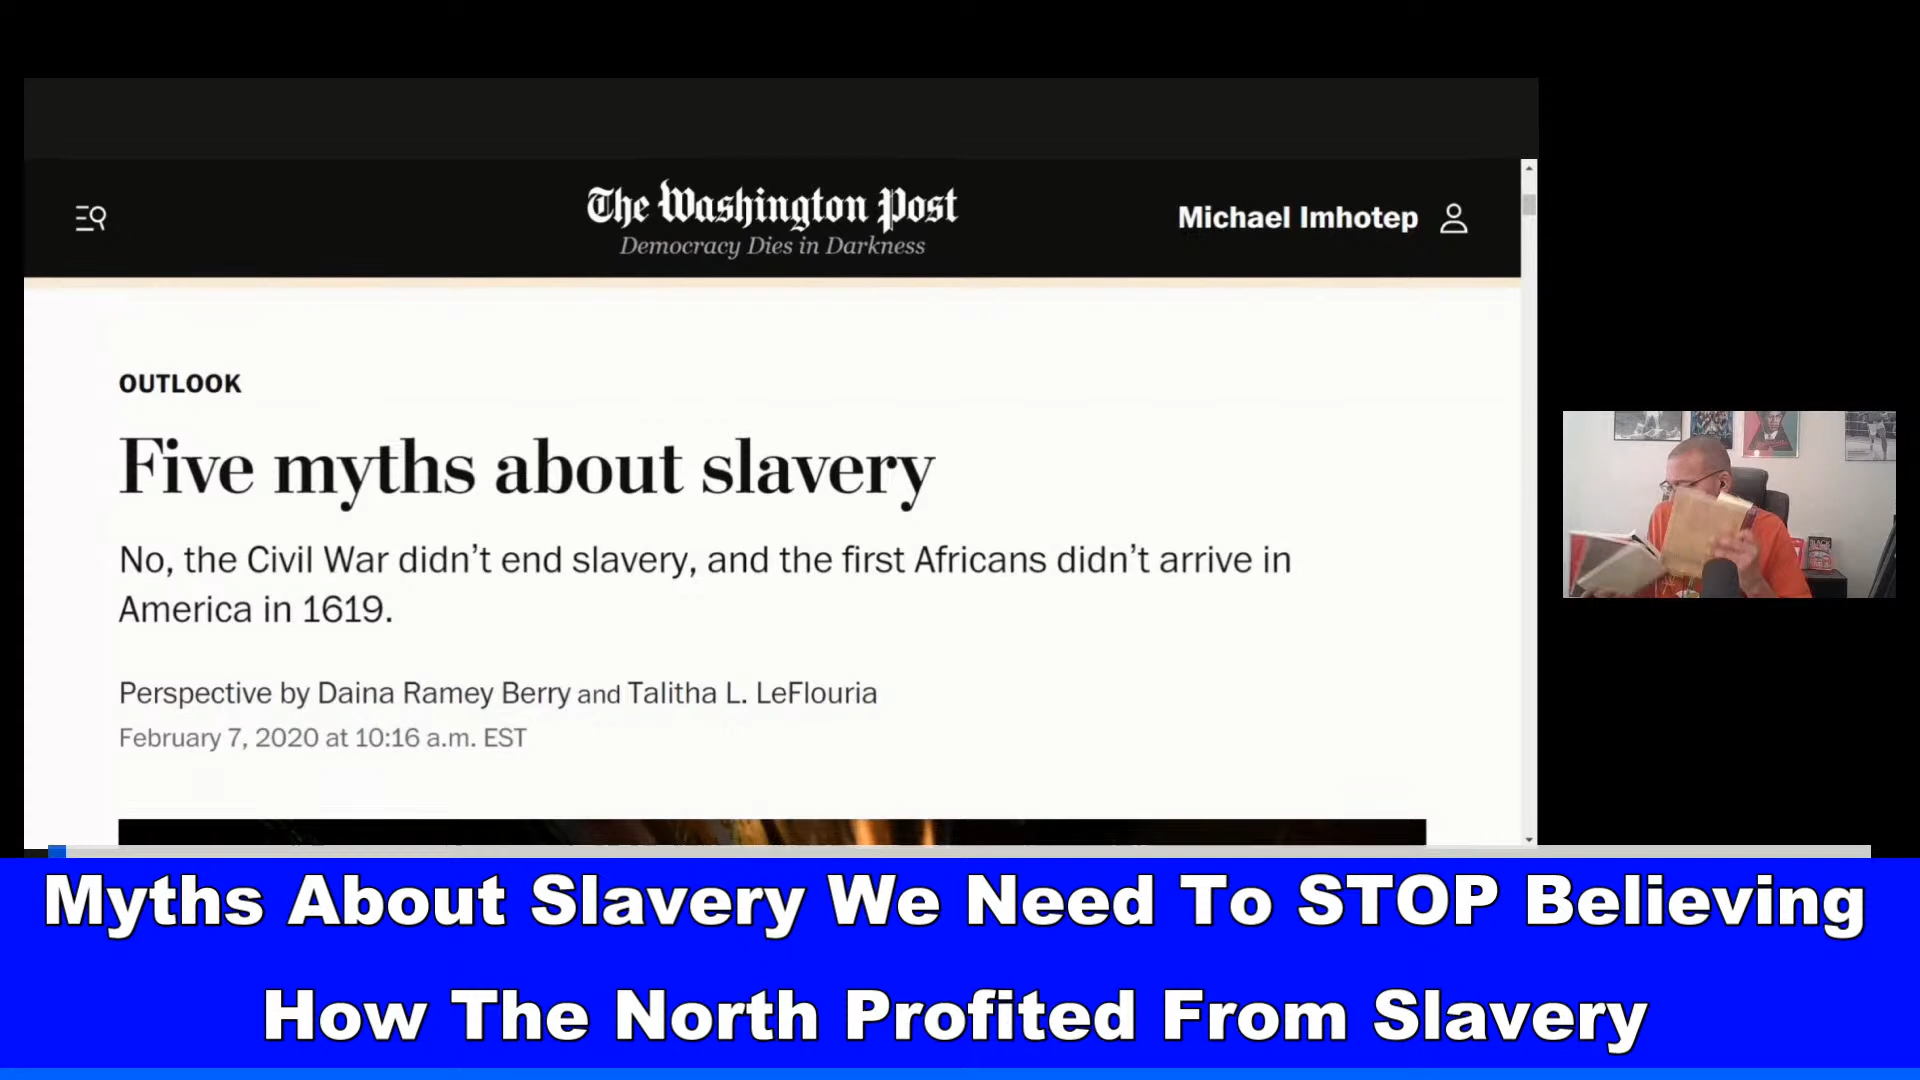 The Washington Post
Democracy Dies in Darkness
Michael Imhotep
OUTLOOK
Five myths about slavery
No, the Civil War didn't end slavery, and the first Africans didn't arrive in
America in 1619.
Perspective by Daina Ramey Berry and Talitha L. LeFlouria
February 7, 2020 at 10:16 a.m. EST
BLACK
Myths About Slavery We Need To STOP Believing
How The North Profited From Slavery